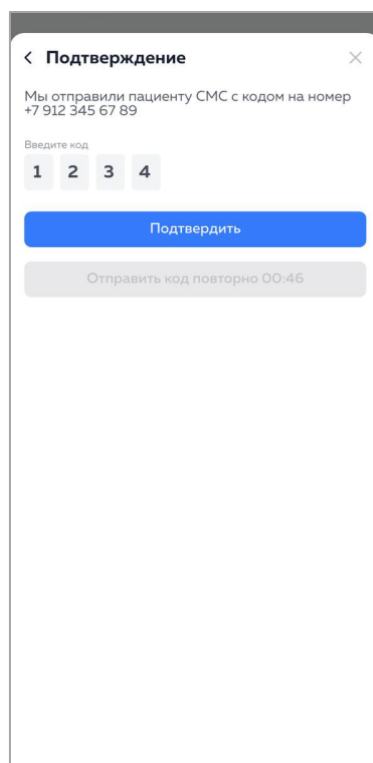 Подтверждение
Мы отправили пациенту СМС с кодом на номер
+7 912 345 67 89
Введите код
1 2 3 4
Подтвердить
Отправить код повторно 00:46